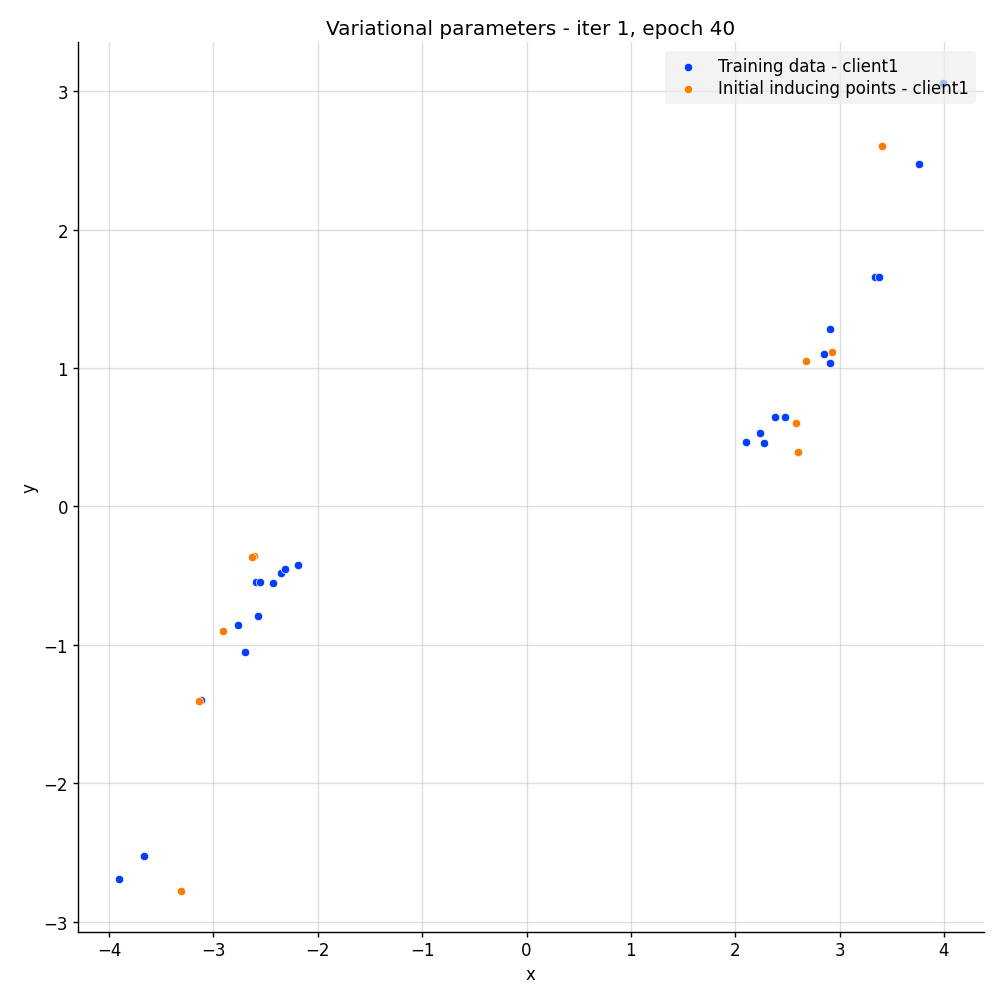 Variational parameters - iter 1, epoch 40
Training data - client1
Initial inducing points - client1
3
2
1
0
−1
−2
−3
y
−4 −3 −2 −1 0 1 2 3 4
x